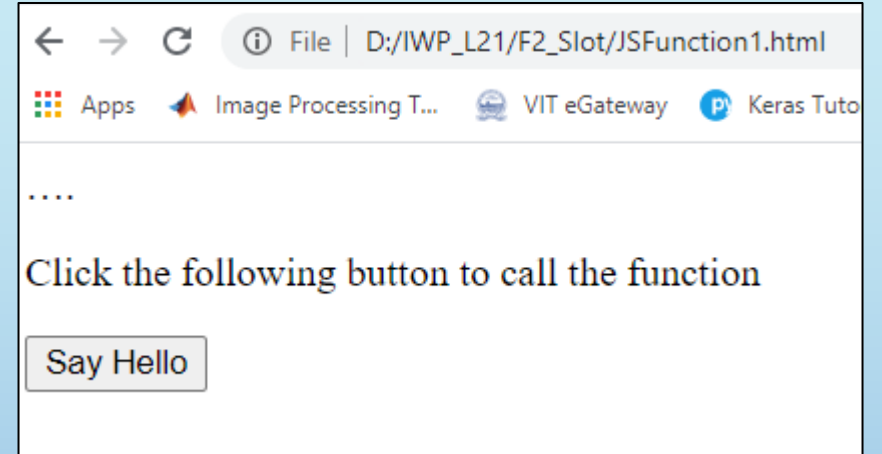 File | D:/IWP_L21/F2_Slot/JSFunction1.html
Apps Image Processing T... VIT eGateway py Keras Tuto
....
Click the following button to call the function
Say Hello